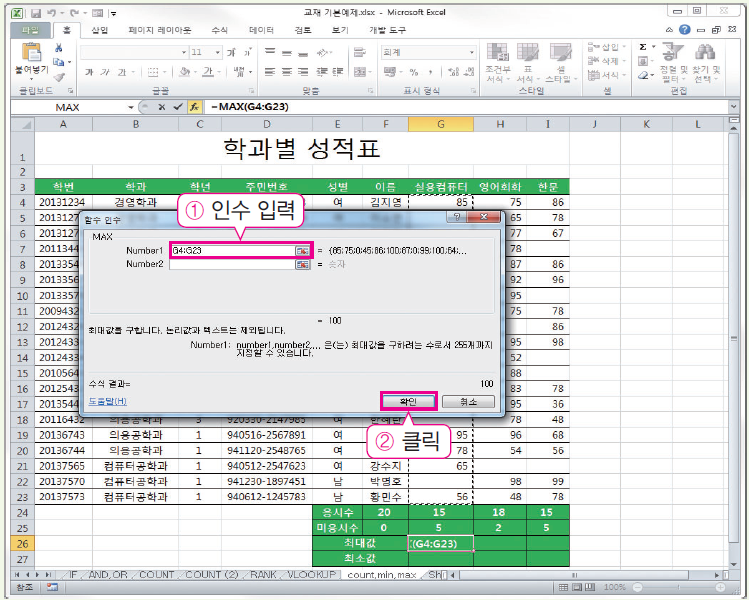 교재 기본예제.xlsx - Microsoft Excel
파일 홈 삽입 페이지 레이아웃 수식 데이터 검토 보기 개발 도구
11 회계 삽입 Σ
붙여넣기 가 가 가 삭제
조건부 서식 표 서식 셀 스타일 서식 정렬 및 필터 찾기 및 선택
클립보드 글꼴 맞춤 표시 형식 스타일 셀 편집
MAX fx =MAX(G4:G23)
A B C D E F G H I J K L
1 학과별 성적표
2
3 학번 학과 학년 주민번호 성별 이름 실용컴퓨터 영어회화 한문
4 20131234 경영학과 여 김지영 85 75 86
① 인수 입력
5 2013127 65 78
6 2013127 77 67
7 2011344 78
8 2013354 87 86
9 2013356 92 96
10 2013357 95
11 2009432 75 78
12 2012432 86
13 2012433 95 98
14 2012433 52
15 2010564 88
16 2012543 83 78
17 2013544 95 36
함수 인수
MAX
Number1 G4:G23 = {85;75;0;45;86;100;87;0;99;100;84;...
Number2 = 숫자
= 100
최대값을 구합니다. 논리값과 텍스트는 제외됩니다.
Number1: number1,number2,... 은(는) 최대값을 구하려는 수로서 255개까지
지정할 수 있습니다.
수식 결과= 100
도움말(H) 확인 취소
18 20116432 의용공학과 3 920330-2147985 여 78 48
② 클릭
19 20136743 의용공학과 1 940516-2567891 여 95 96 68
20 20136744 의용공학과 1 941120-2548765 여 78 54 56
21 20137565 컴퓨터공학과 1 940512-2547623 여 강수지 65
22 20137570 컴퓨터공학과 1 941230-1897451 남 박명호 98 99
23 20137573 컴퓨터공학과 1 940612-1245783 남 황민수 56 48 78
24 응시수 20 15 18 15
25 미응시수 0 5 2 5
26 최대값 (G4:G23)
27 최소값
IF AND,OR COUNT COUNT (2) RANK VLOOKUP count,min,max Sh
참조 100%